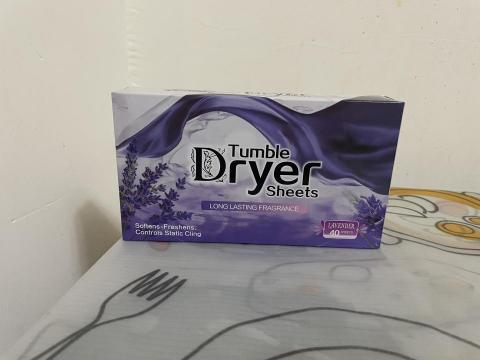 Tumble
Dryer
Sheets
LONG LASTING FRAGRANCE
Softens-Freshens,
Controls Static Cling
LAVENDER
40